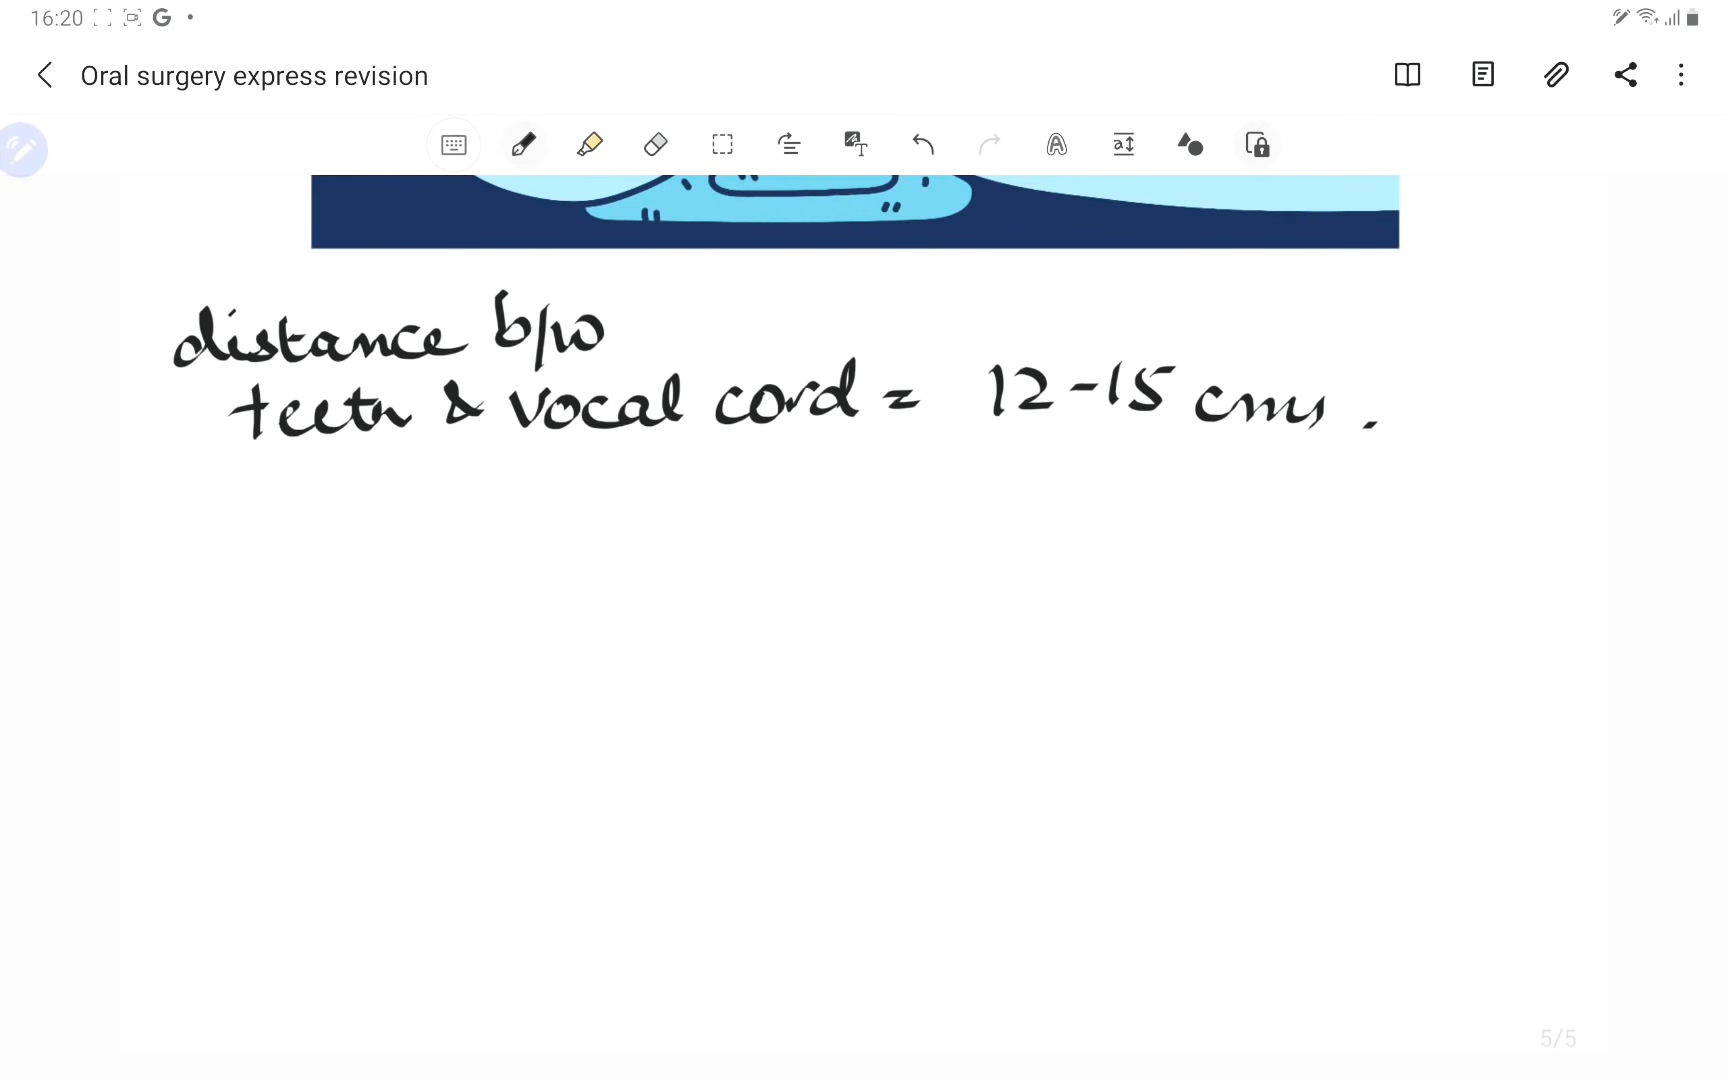 16:20 G
Oral surgery express revision
distance b/w
teeth & vocal cord = 12-15 cms.
5/5